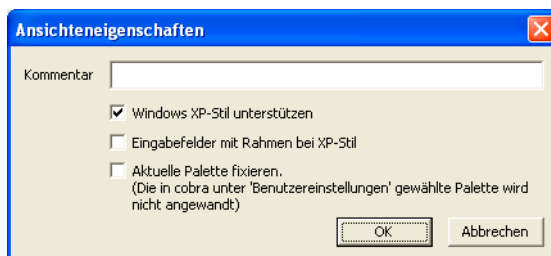 Ansichteneigenschaften
Kommentar
Windows XP-Stil unterstützen
Eingabefelder mit Rahmen bei XP-Stil
Aktuelle Palette fixieren.
(Die in cobra unter 'Benutzereinstellungen' gewählte Palette wird
nicht angewandt)
OK Abbrechen